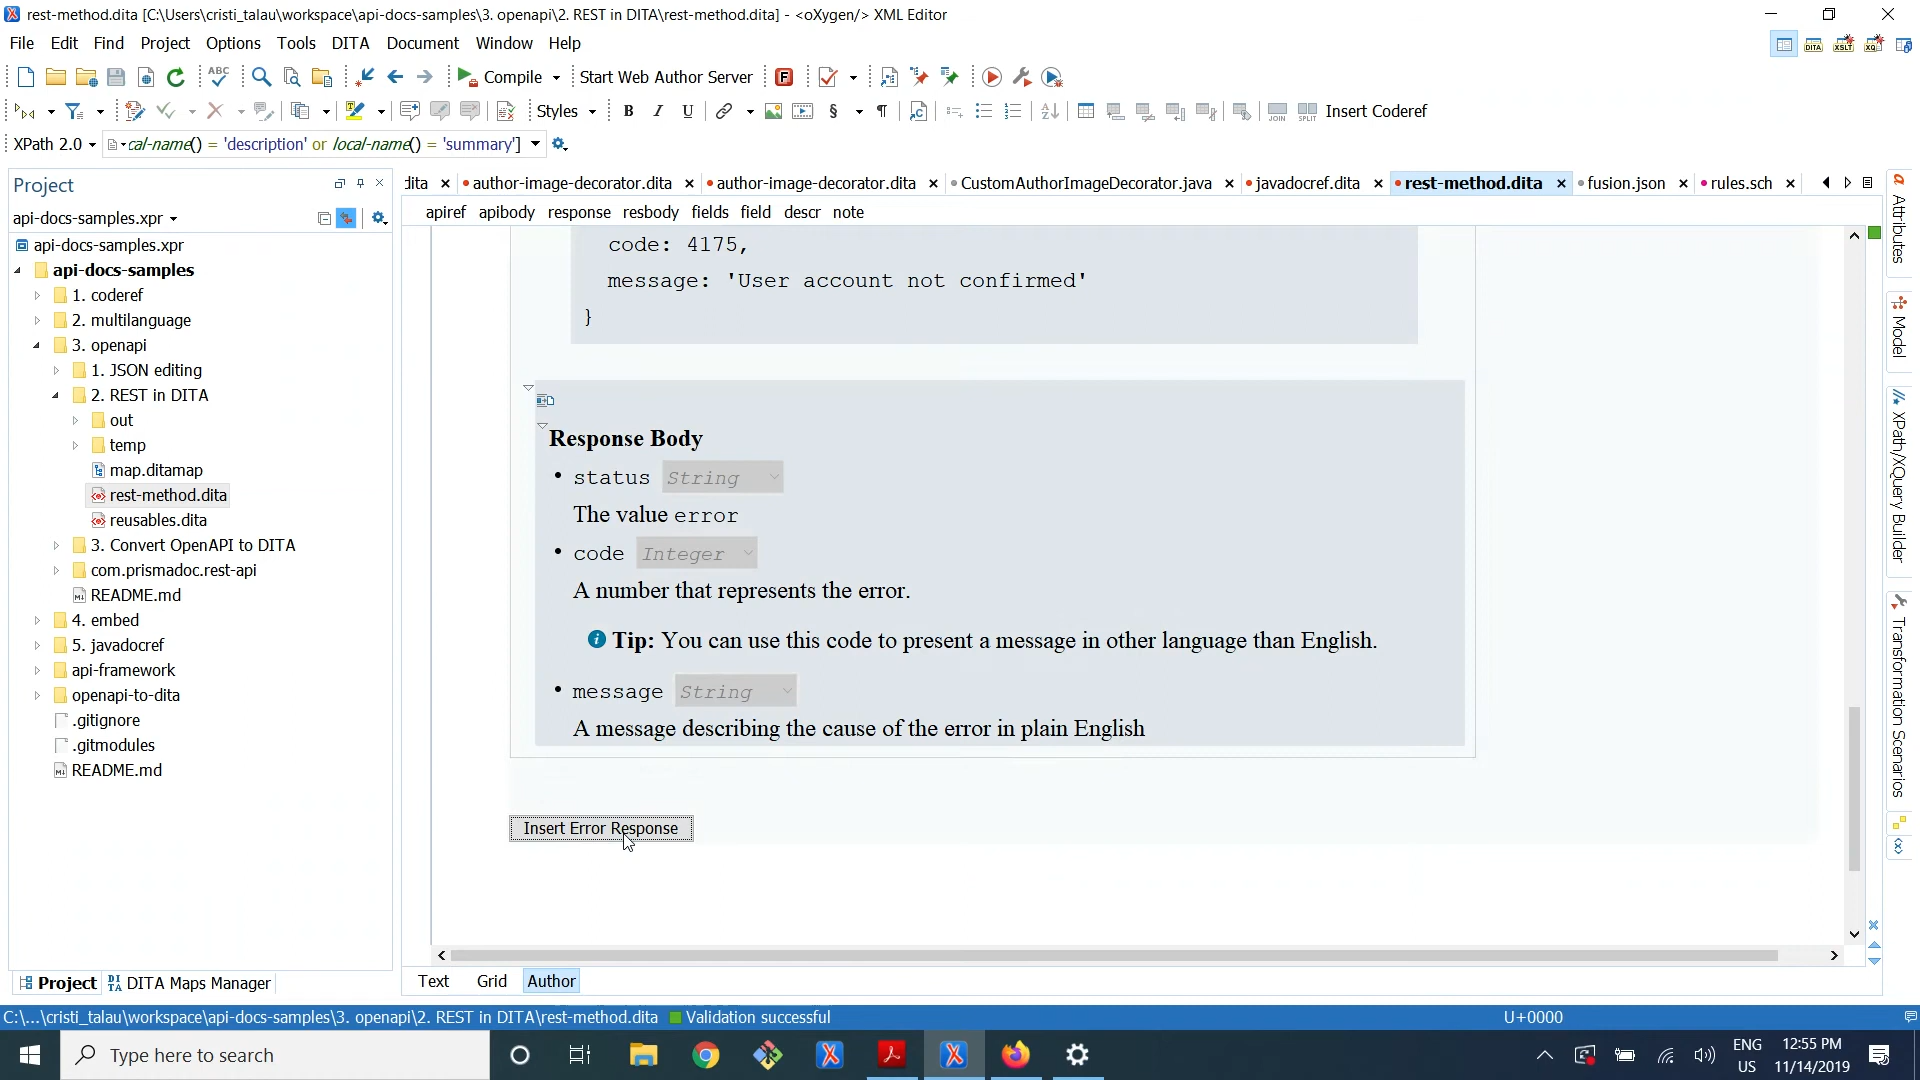 rest-method.dita [C:\Users\cristi_talau\workspace\api-docs-samples\3. openapi\2. REST in DITA\rest-method.dita] - <oXygen/> XML Editor
File Edit Find Project Options Tools DITA Document Window Help
Compile Start Web Author Server
Styles B I U § ¶ Insert Coderef
XPath 2.0 cal-name() = 'description' or local-name() = 'summary']
Project
dita author-image-decorator.dita author-image-decorator.dita CustomAuthorImageDecorator.java javadocref.dita rest-method.dita fusion.json rules.sch
api-docs-samples.xpr
apiref apibody response resbody fields field descr note
api-docs-samples.xpr
api-docs-samples
1. coderef
2. multilanguage
3. openapi
1. JSON editing
2. REST in DITA
out
temp
map.ditamap
rest-method.dita
reusables.dita
3. Convert OpenAPI to DITA
com.prismadoc.rest-api
README.md
4. embed
5. javadocref
api-framework
openapi-to-dita
.gitignore
.gitmodules
README.md
code: 4175,
message: 'User account not confirmed'
}
Response Body
• status String
The value error
• code Integer
A number that represents the error.
Tip: You can use this code to present a message in other language than English.
• message String
A message describing the cause of the error in plain English
Insert Error Response
Attributes
Model
XPath/XQuery Builder
Transformation Scenarios
Project DITA Maps Manager
Text Grid Author
C:\...\cristi_talau\workspace\api-docs-samples\3. openapi\2. REST in DITA\rest-method.dita Validation successful U+0000
Type here to search
ENG
US
12:55 PM
11/14/2019